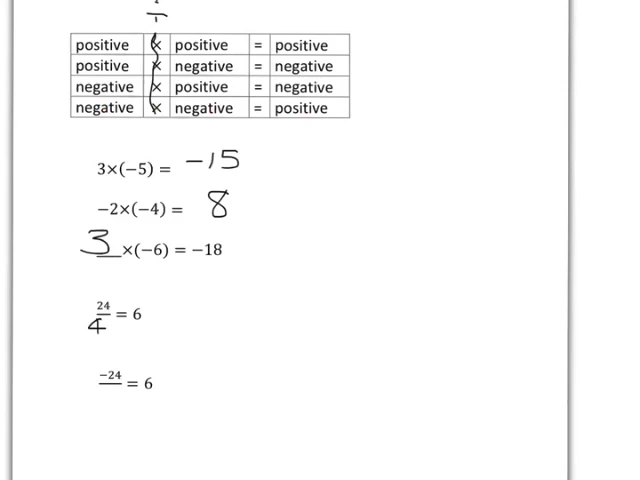 positive × positive = positive
positive × negative = negative
negative × positive = negative
negative × negative = positive
3×(−5) = −15
−2×(−4) = 8
3 ×(−6) = −18
24/4 = 6
−24/ = 6